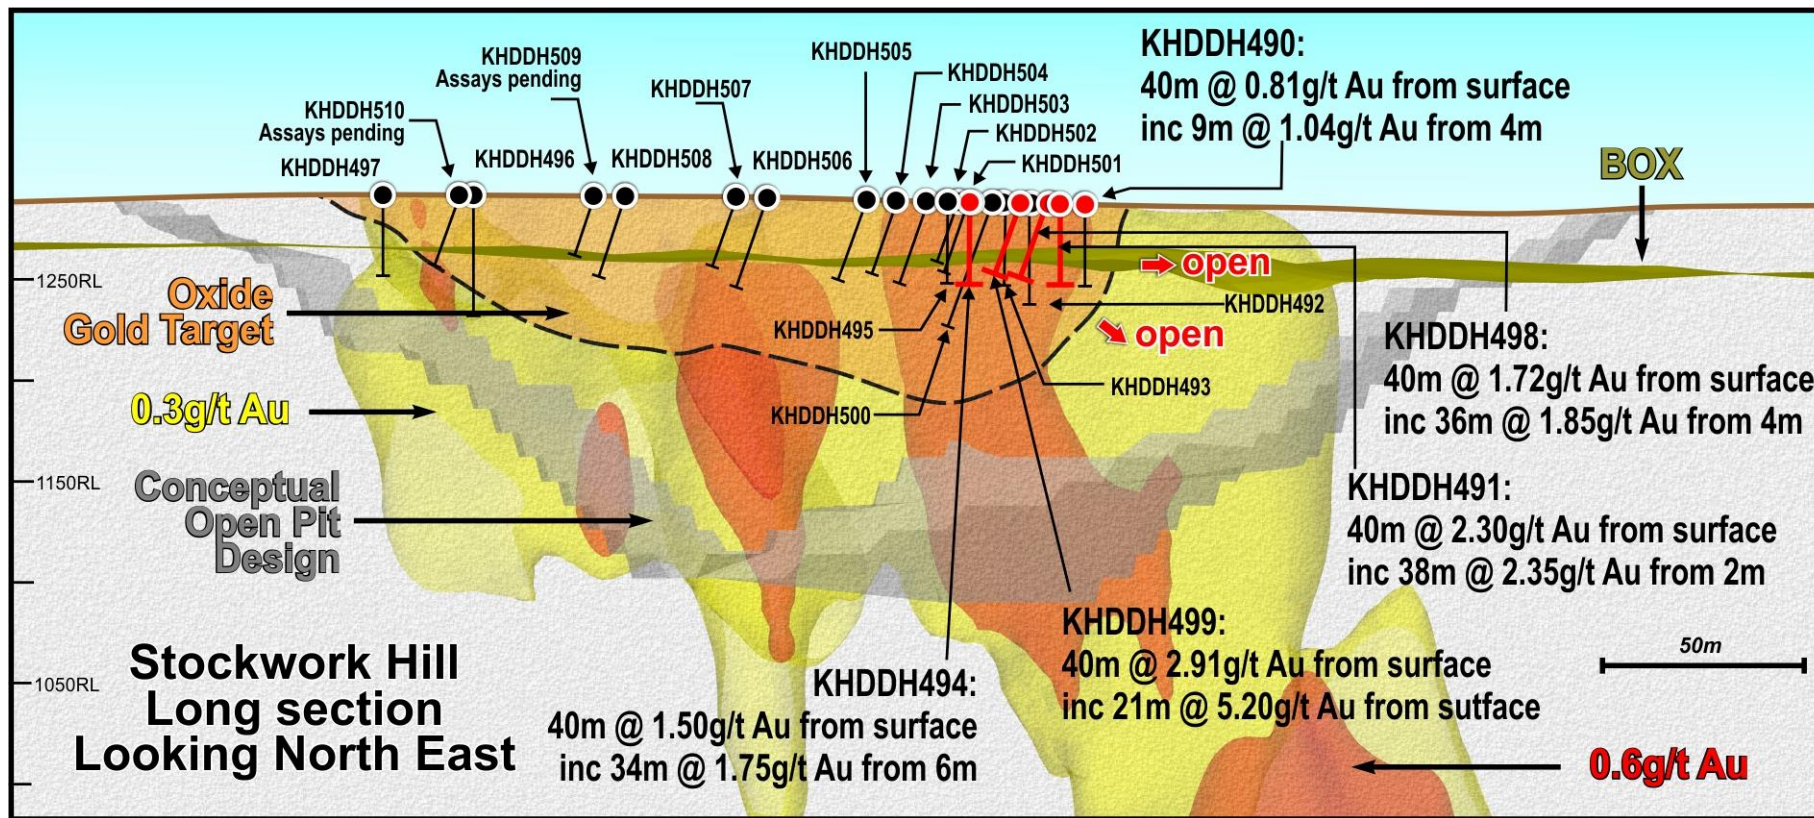 KHDDH490:
40m @ 0.81g/t Au from surface
inc 9m @ 1.04g/t Au from 4m
KHDDH505
KHDDH509
Assays pending
KHDDH504
KHDDH507
KHDDH503
KHDDH510
Assays pending
KHDDH502
KHDDH497
KHDDH496
KHDDH508
KHDDH506
KHDDH501
BOX
1250RL
open
Oxide
Gold Target
KHDDH492
KHDDH495
open
KHDDH498:
40m @ 1.72g/t Au from surface
inc 36m @ 1.85g/t Au from 4m
KHDDH493
0.3g/t Au
KHDDH500
1150RL
Conceptual
Open Pit
Design
KHDDH491:
40m @ 2.30g/t Au from surface
inc 38m @ 2.35g/t Au from 2m
KHDDH499:
40m @ 2.91g/t Au from surface
inc 21m @ 5.20g/t Au from sutface
50m
1050RL
Stockwork Hill
Long section
Looking North East
KHDDH494:
40m @ 1.50g/t Au from surface
inc 34m @ 1.75g/t Au from 6m
0.6g/t Au